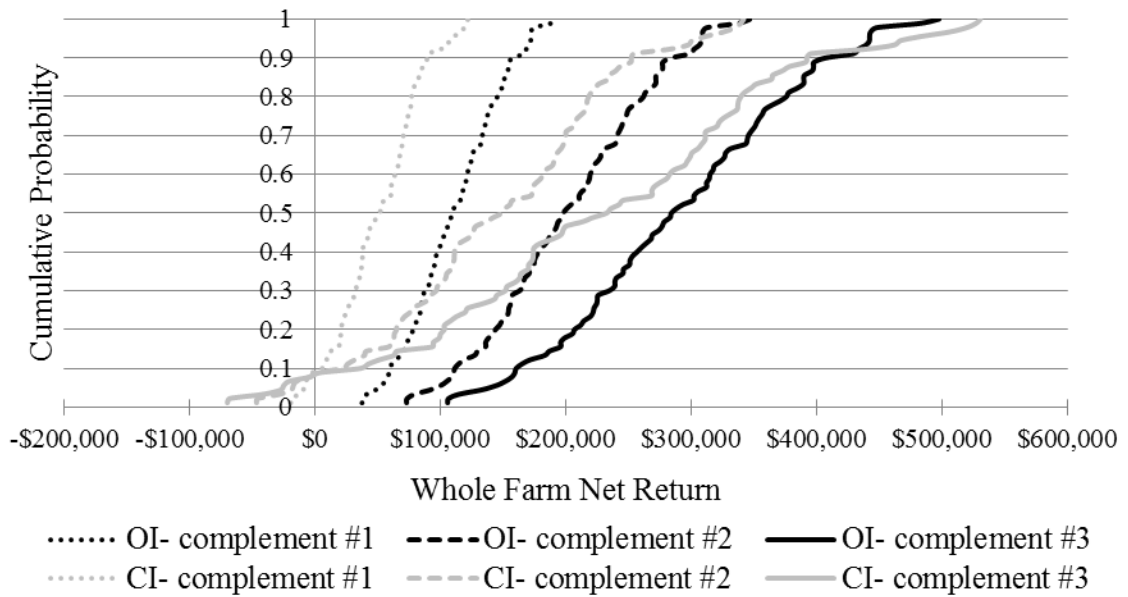 Cumulative Probability
1
0.9
0.8
0.7
0.6
0.5
0.4
0.3
0.2
0.1
0
-$200,000 -$100,000 $0 $100,000 $200,000 $300,000 $400,000 $500,000 $600,000
Whole Farm Net Return
OI- complement #1 OI- complement #2 OI- complement #3
CI- complement #1 CI- complement #2 CI- complement #3